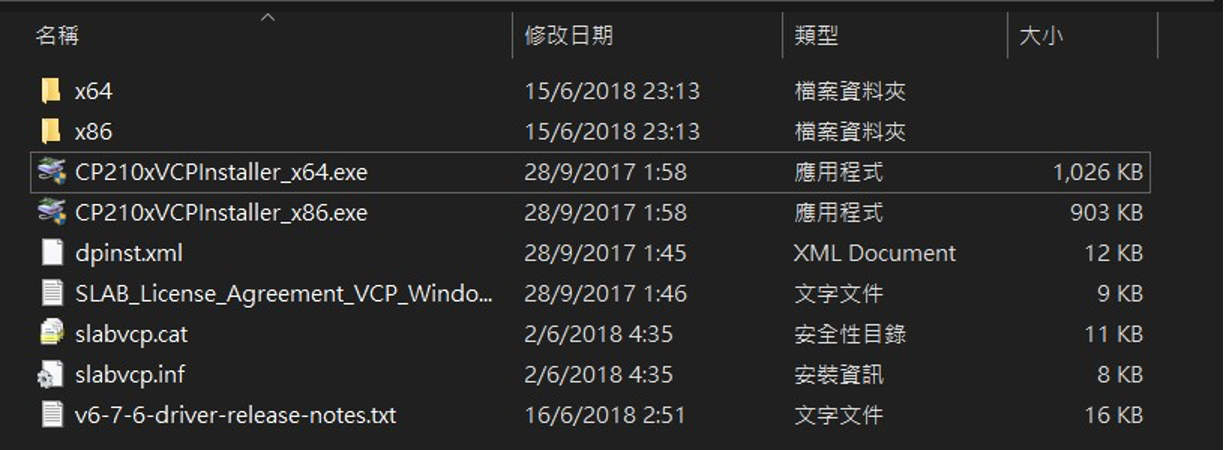 名稱 修改日期 類型 大小
x64 15/6/2018 23:13 檔案資料夾
x86 15/6/2018 23:13 檔案資料夾
CP210xVCPInstaller_x64.exe 28/9/2017 1:58 應用程式 1,026 KB
CP210xVCPInstaller_x86.exe 28/9/2017 1:58 應用程式 903 KB
dpinst.xml 28/9/2017 1:45 XML Document 12 KB
SLAB_License_Agreement_VCP_Windo... 28/9/2017 1:46 文字文件 9 KB
slabvcp.cat 2/6/2018 4:35 安全性目錄 11 KB
slabvcp.inf 2/6/2018 4:35 安裝資訊 8 KB
v6-7-6-driver-release-notes.txt 16/6/2018 2:51 文字文件 16 KB